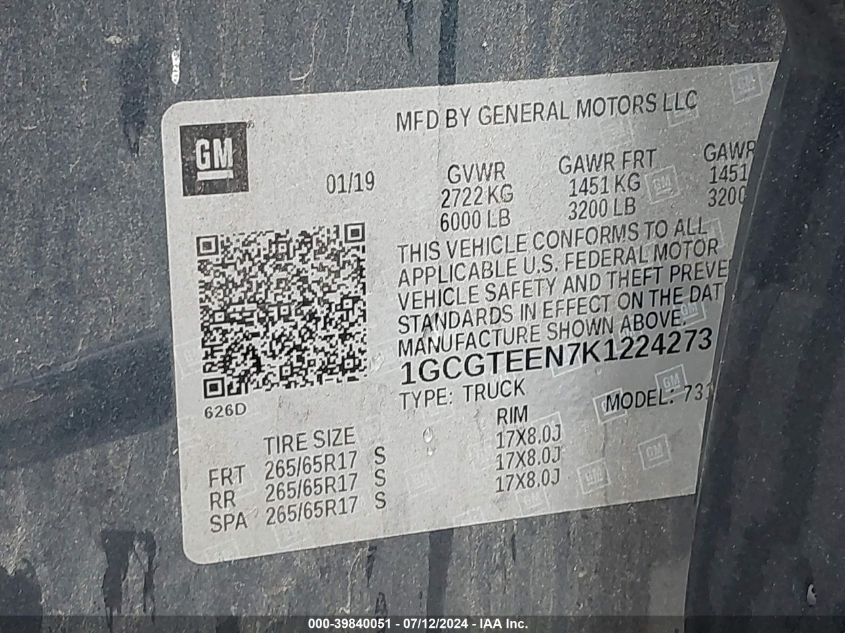 MFD BY GENERAL MOTORS LLC
GM
01/19
GVWR GAWR FRT GAWR
2722 KG 1451 KG 1451
6000 LB 3200 LB 3200
THIS VEHICLE CONFORMS TO ALL
APPLICABLE U.S. FEDERAL MOTOR
VEHICLE SAFETY AND THEFT PREVE
STANDARDS IN EFFECT ON THE DAT
MANUFACTURE SHOWN ABOVE.
1GCGTEEN7K1224273
TYPE: TRUCK MODEL: 731
626D
TIRE SIZE RIM
FRT 265/65R17 S 17X8.0J
RR 265/65R17 S 17X8.0J
SPA 265/65R17 S 17X8.0J
000-39840051 - 07/12/2024 - IAA Inc.